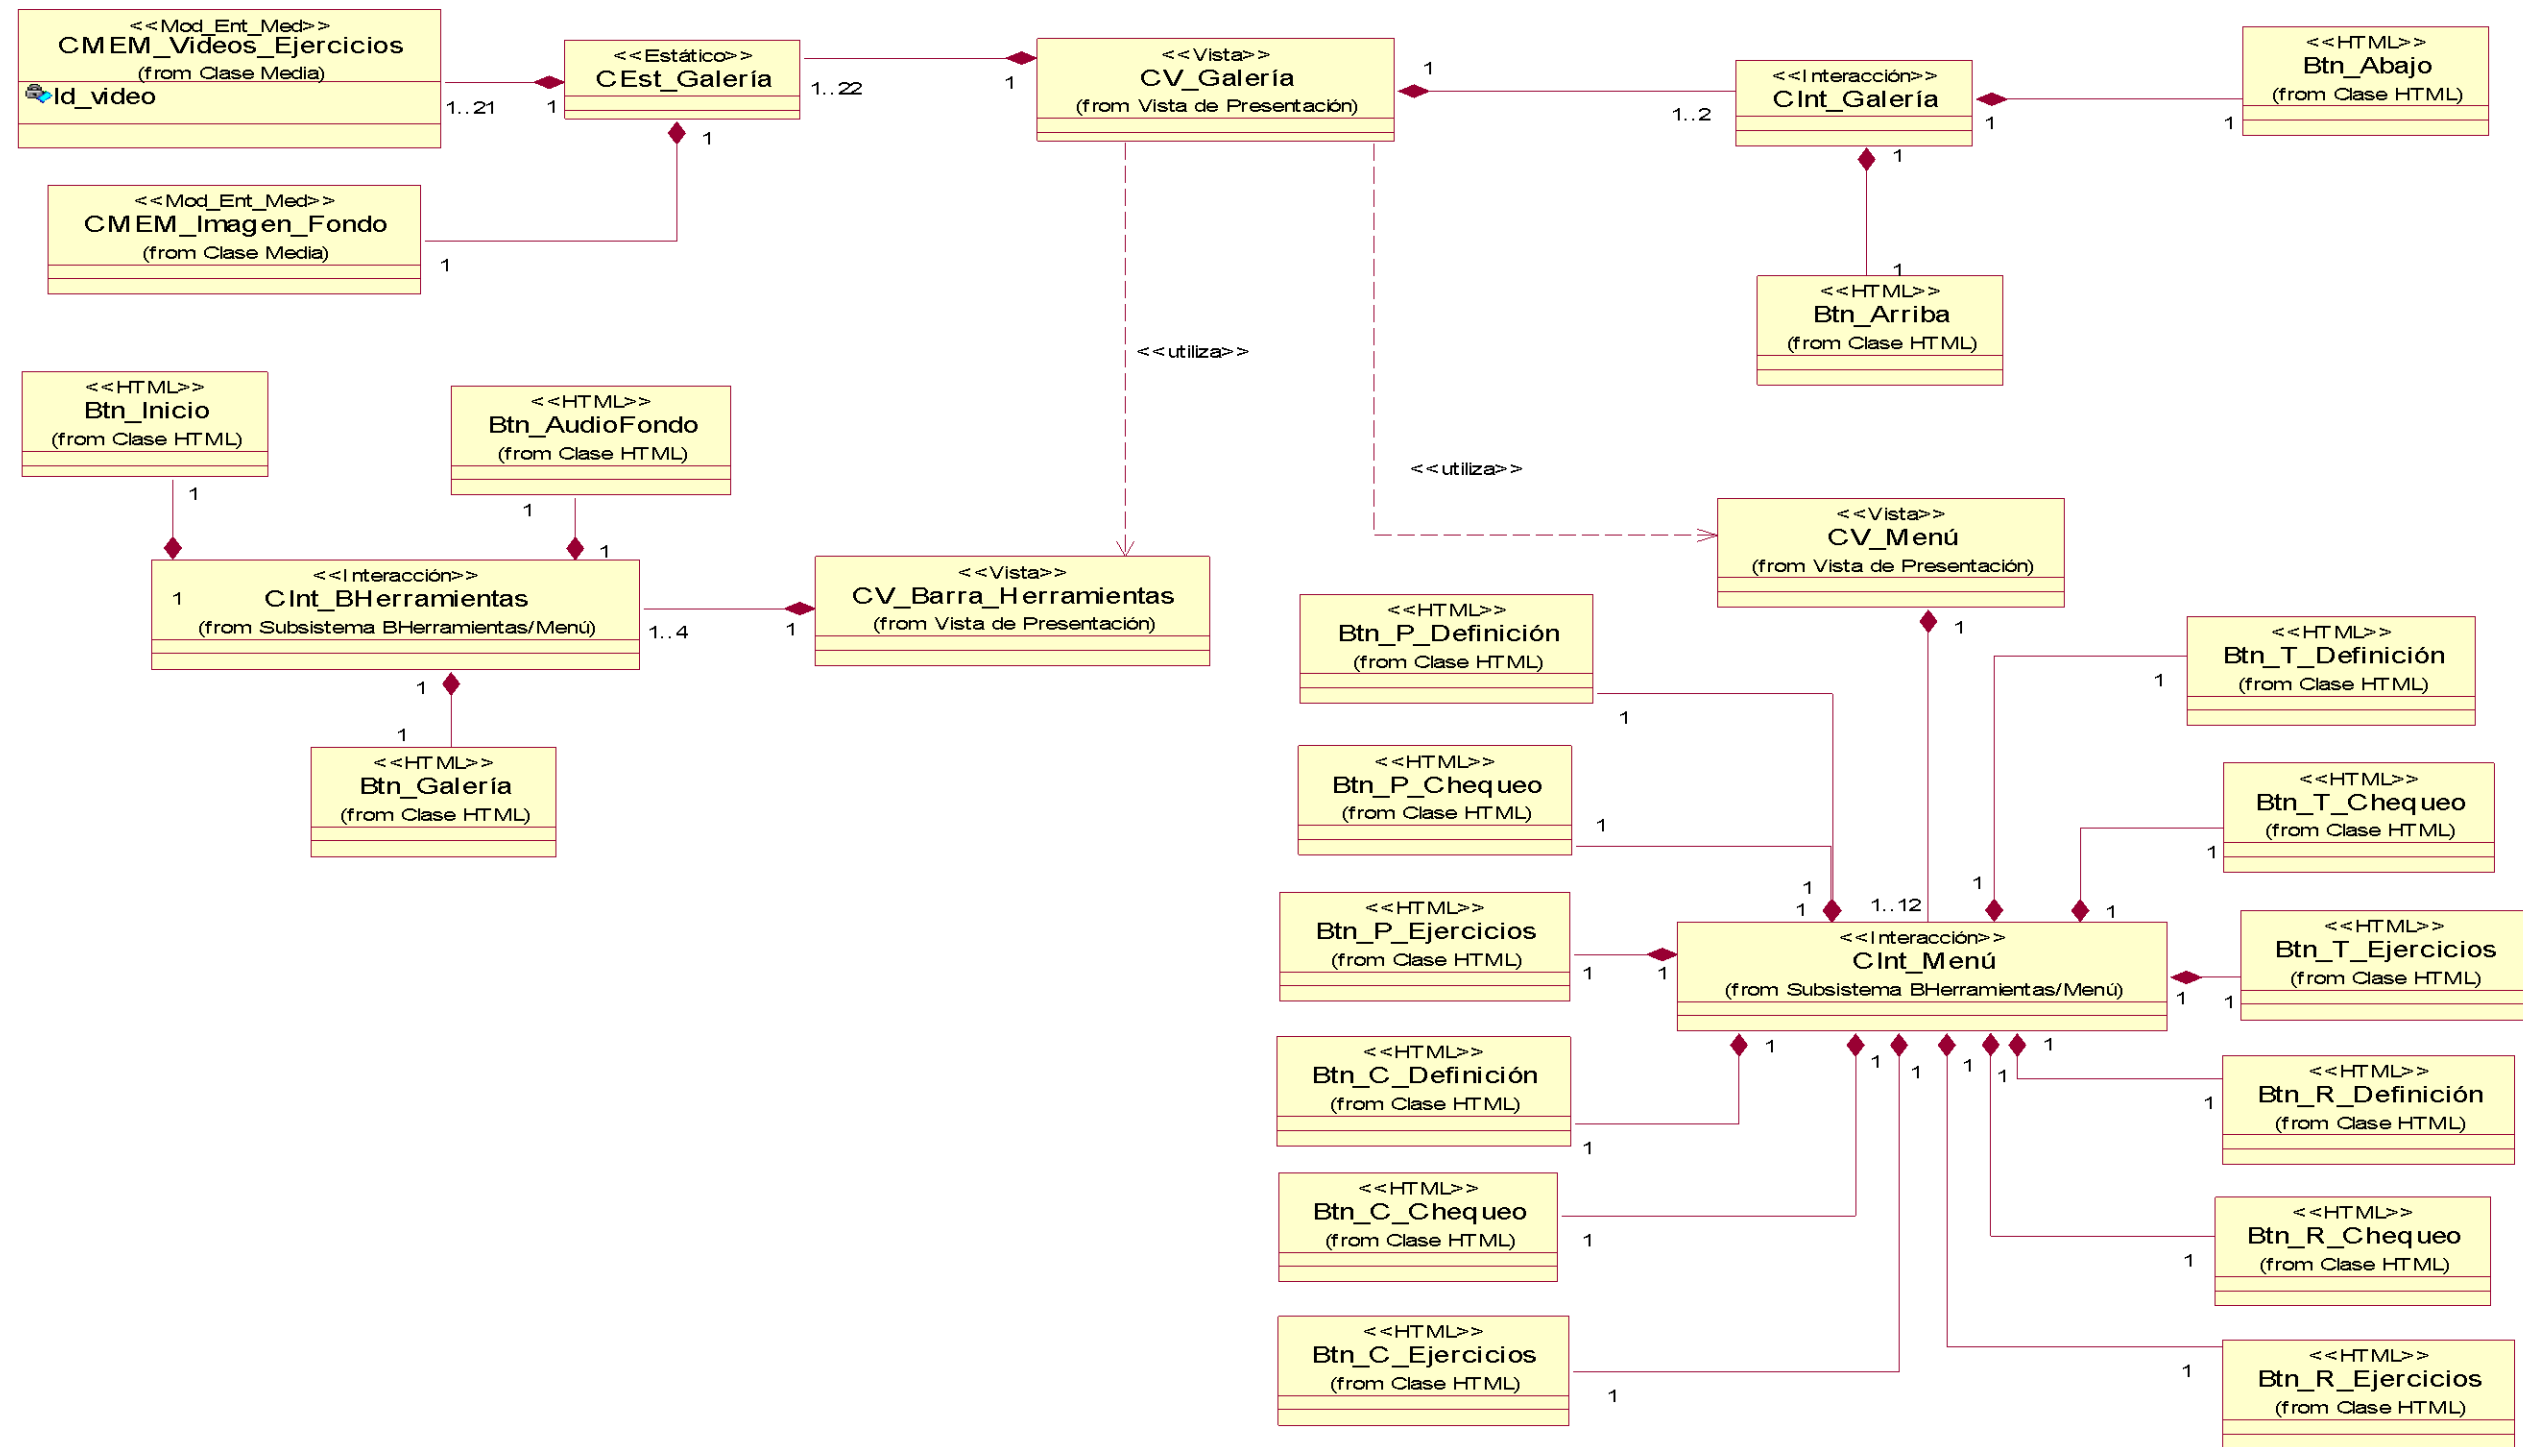 <<Mod_Ent_Med>>
CMEM_Videos_Ejercicios
(from Clase Media)
Id_video
1..21
1
<<Estático>>
CEst_Galería
1..22
1
1
<<Vista>>
CV_Galería
(from Vista de Presentación)
1
1..2
<<Interacción>>
CInt_Galería
1
1
<<HTML>>
Btn_Abajo
(from Clase HTML)
1
1
<<HTML>>
Btn_Arriba
(from Clase HTML)
<<Mod_Ent_Med>>
CMEM_Imagen_Fondo
(from Clase Media)
1
<<utiliza>>
<<utiliza>>
<<HTML>>
Btn_Inicio
(from Clase HTML)
1
<<HTML>>
Btn_AudioFondo
(from Clase HTML)
1
1
<<Interacción>>
CInt_BHerramientas
1
(from Subsistema BHerramientas/Menú)
1..4
1
<<Vista>>
CV_Barra_Herramientas
(from Vista de Presentación)
1
1
<<HTML>>
Btn_Galería
(from Clase HTML)
<<Vista>>
CV_Menú
(from Vista de Presentación)
1
<<HTML>>
Btn_P_Definición
(from Clase HTML)
1
<<HTML>>
Btn_T_Definición
(from Clase HTML)
1
<<HTML>>
Btn_P_Chequeo
(from Clase HTML)
1
<<HTML>>
Btn_T_Chequeo
(from Clase HTML)
1
1
1
1..12
1
1
<<HTML>>
Btn_P_Ejercicios
(from Clase HTML)
1
1
<<Interacción>>
CInt_Menú
(from Subsistema BHerramientas/Menú)
1
1
<<HTML>>
Btn_T_Ejercicios
(from Clase HTML)
1
1
1
1
1
1
<<HTML>>
Btn_C_Definición
(from Clase HTML)
1
<<HTML>>
Btn_R_Definición
(from Clase HTML)
1
<<HTML>>
Btn_C_Chequeo
(from Clase HTML)
1
<<HTML>>
Btn_R_Chequeo
(from Clase HTML)
1
<<HTML>>
Btn_C_Ejercicios
(from Clase HTML)
1
<<HTML>>
Btn_R_Ejercicios
(from Clase HTML)
1